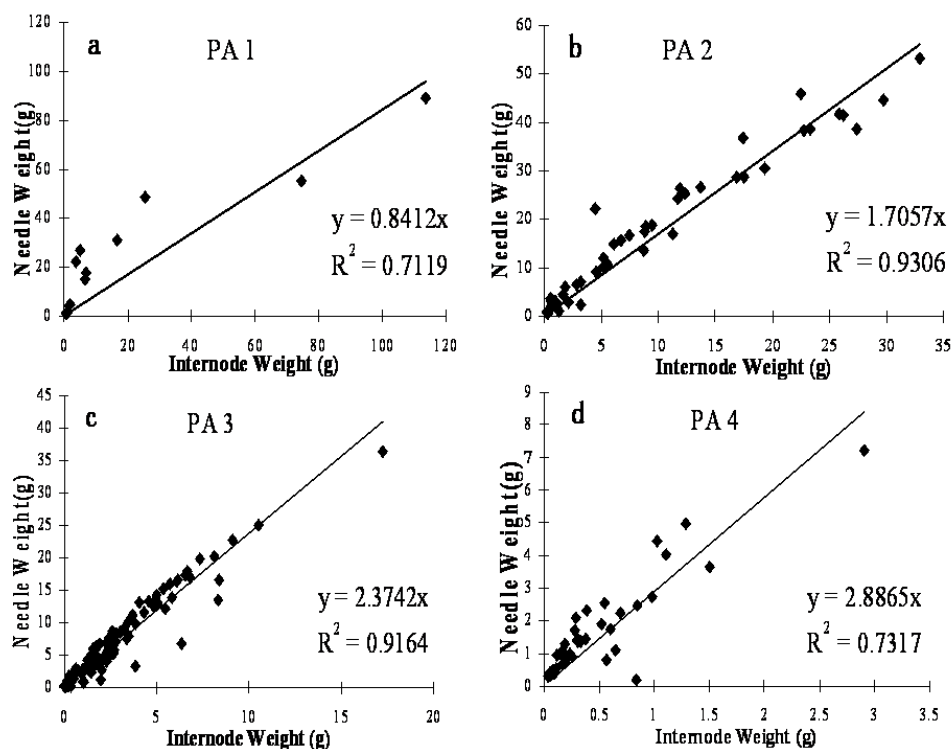 a PA 1
Needle Weight(g)
120
100
80
60
40
20
0
y = 0.8412x
R² = 0.7119
0 20 40 60 80 100 120
Internode Weight (g)
b PA 2
Needle Weight(g)
60
50
40
30
20
10
0
y = 1.7057x
R² = 0.9306
0 5 10 15 20 25 30 35
Internode Weight (g)
c PA 3
Needle Weight(g)
45
40
35
30
25
20
15
10
5
0
y = 2.3742x
R² = 0.9164
0 5 10 15 20
Internode Weight (g)
d PA 4
Needle Weight(g)
9
8
7
6
5
4
3
2
1
0
y = 2.8865x
R² = 0.7317
0 0.5 1 1.5 2 2.5 3 3.5
Internode Weight (g)